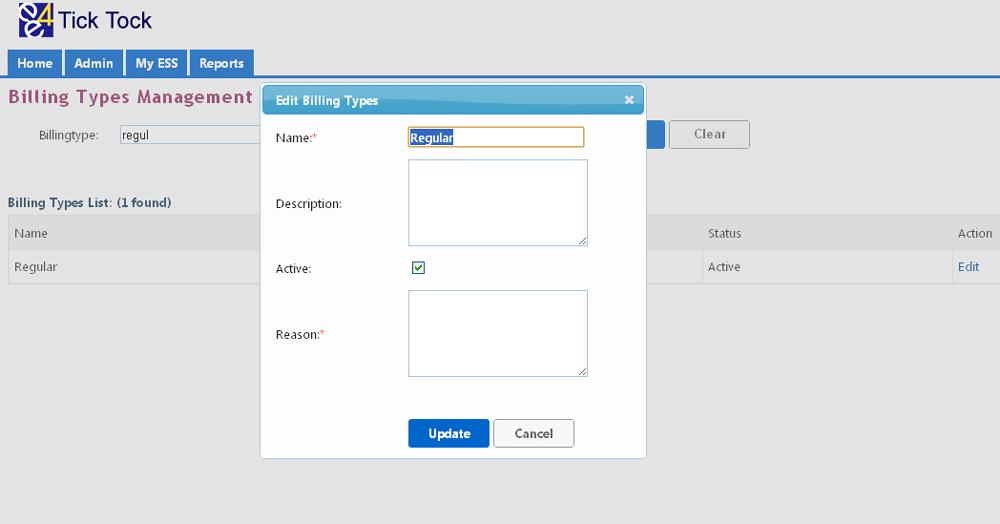 e4e Tick Tock
Home Admin My ESS Reports
Billing Types Management
Edit Billing Types
Billingtype: regul
Clear
Name:* Regular
Description:
Billing Types List: (1 found)
Name Status Action
Regular Active Edit
Active:
Reason:*
Update Cancel